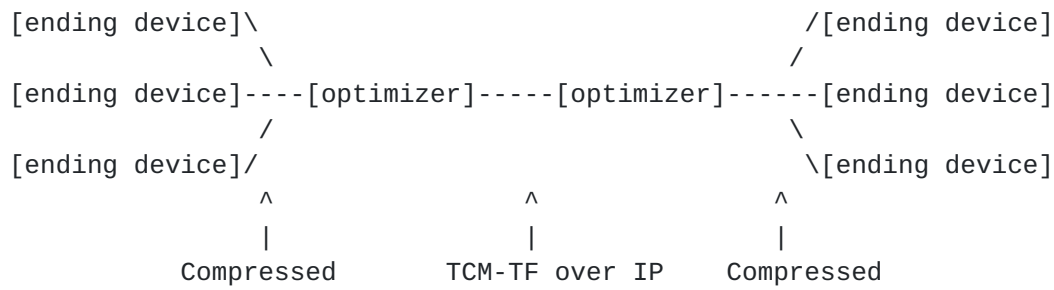 [ending device]\                                   /[ending device]
                \                                 /
[ending device]----[optimizer]-----[optimizer]------[ending device]
                /                                 \
[ending device]/                                   \[ending device]
                ^                ^               ^
                |                |               |
           Compressed       TCM-TF over IP    Compressed